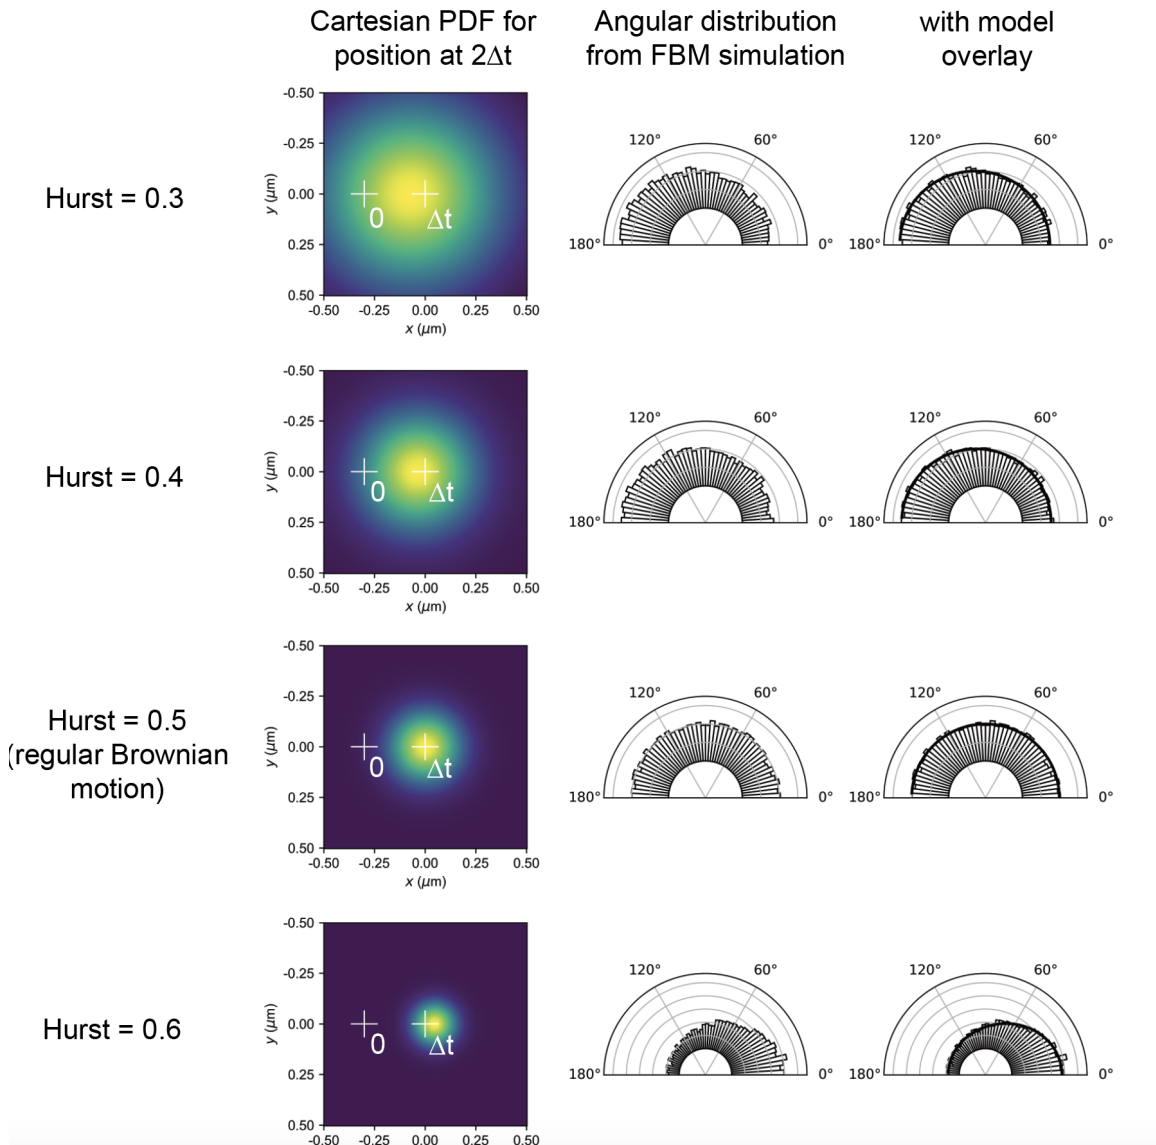 Cartesian PDF for
position at 2Δt
Angular distribution
from FBM simulation
with model
overlay
Hurst = 0.3
-0.50
-0.25
0.00
0.25
0.50
y (μm)
0
Δt
-0.50 -0.25 0.00 0.25 0.50
x (μm)
120° 60°
180° 0°
120° 60°
180° 0°
Hurst = 0.4
-0.50
-0.25
0.00
0.25
0.50
y (μm)
0
Δt
-0.50 -0.25 0.00 0.25 0.50
x (μm)
120° 60°
180° 0°
120° 60°
180° 0°
Hurst = 0.5
(regular Brownian
motion)
-0.50
-0.25
0.00
0.25
0.50
y (μm)
0
Δt
-0.50 -0.25 0.00 0.25 0.50
x (μm)
120° 60°
180° 0°
120° 60°
180° 0°
Hurst = 0.6
-0.50
-0.25
0.00
0.25
0.50
y (μm)
0
Δt
-0.50 -0.25 0.00 0.25 0.50
120° 60°
180° 0°
120° 60°
180° 0°